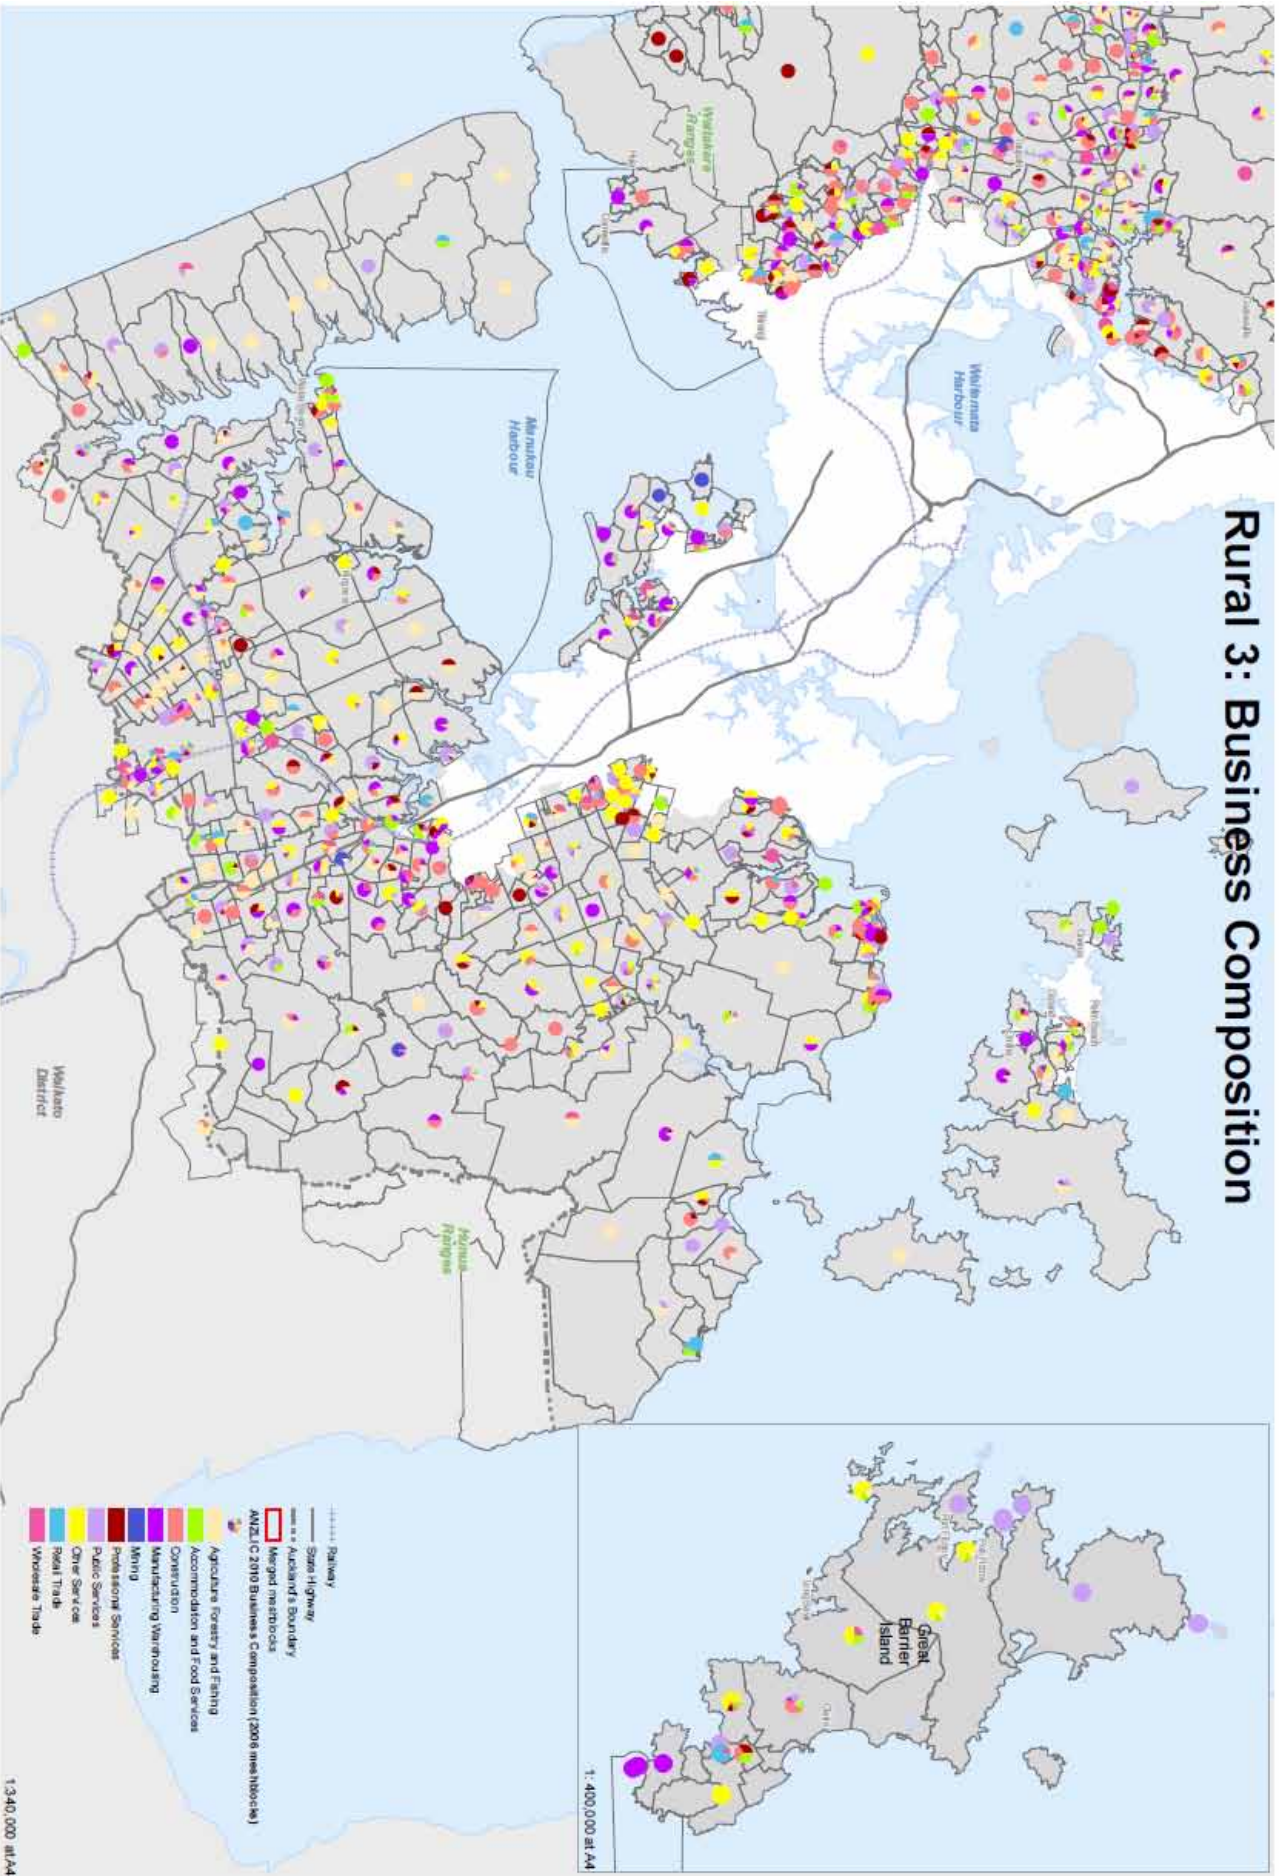 Rural 3: Business Composition
Waitakere
Ranges
Waitemata
Harbour
Manukau
Harbour
Titirangi
Cornwallis
Hunua
Ranges
Waikato
District
Great
Barrier
Island
1: 400,000 at A4
Railway
State Highway
Auckland's Boundary
Merged meshblocks
ANZLIC 2010 Business Composition (2006 meshblocks)
Agriculture Forestry and Fishing
Accommodation and Food Services
Construction
Manufacturing Warehousing
Mining
Professional Services
Public Services
Other Services
Retail Trade
Wholesale Trade
1:340,000 at A4